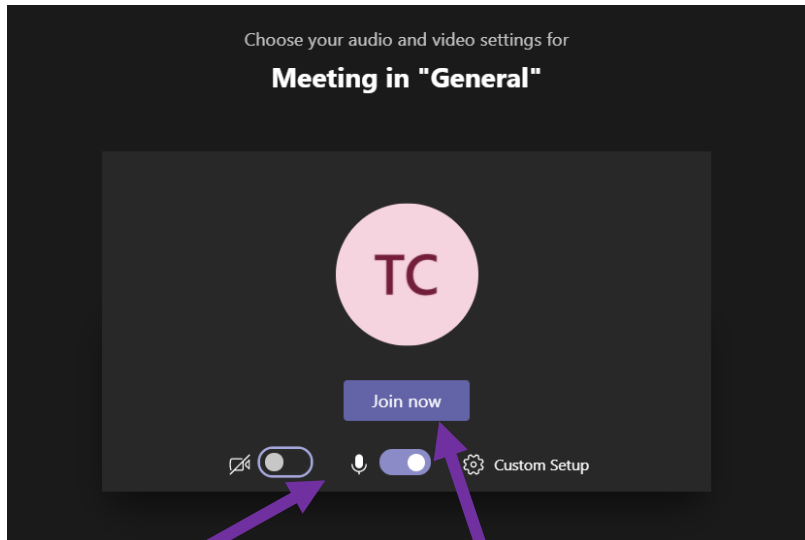 Choose your audio and video settings for
Meeting in "General"
TC
Join now
Custom Setup